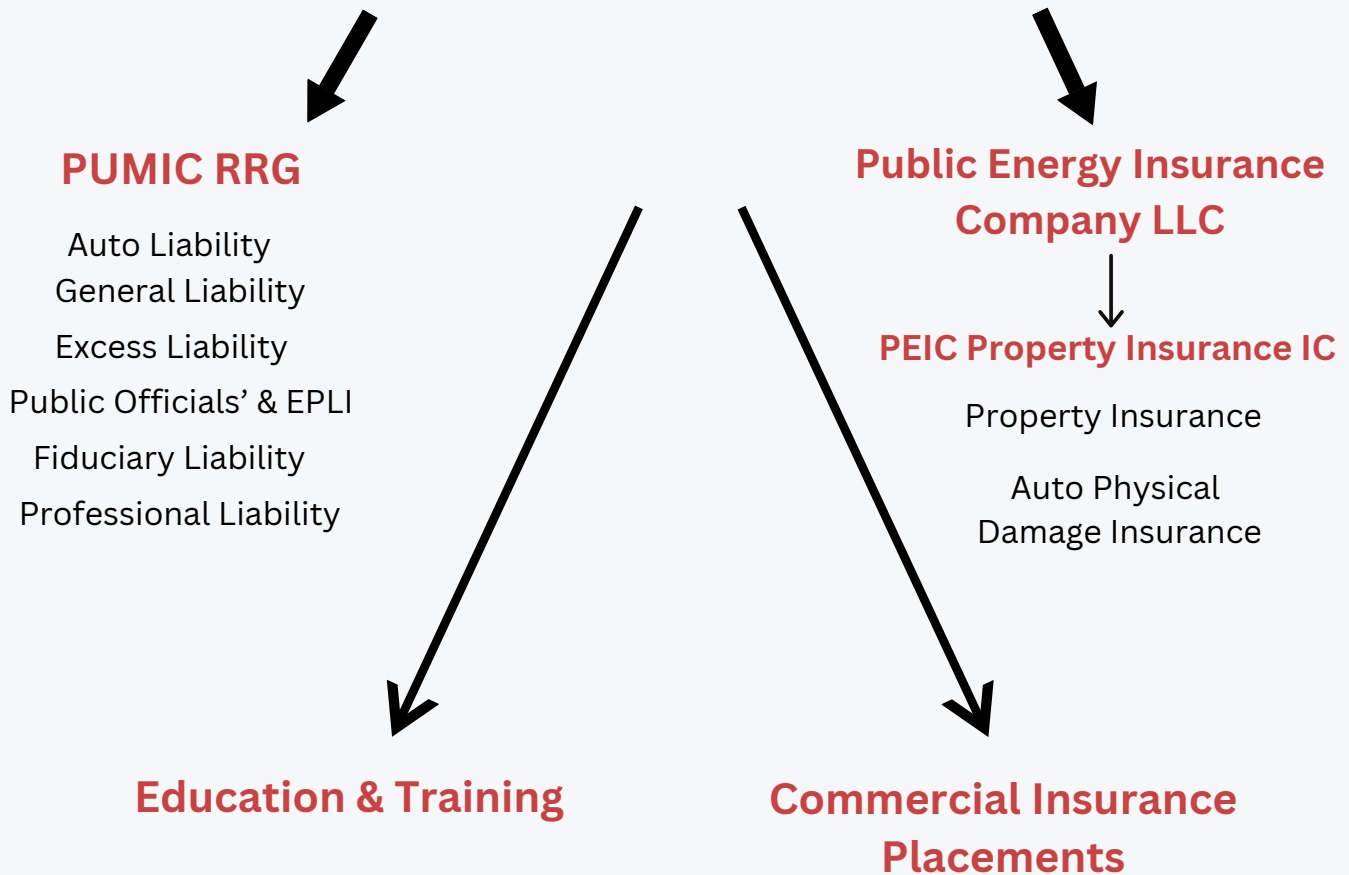 PUMIC RRG
Auto Liability
General Liability
Excess Liability
Public Officials’ & EPLI
Fiduciary Liability
Professional Liability
Public Energy Insurance
Company LLC
PEIC Property Insurance IC
Property Insurance
Auto Physical
Damage Insurance
Education & Training
Commercial Insurance
Placements